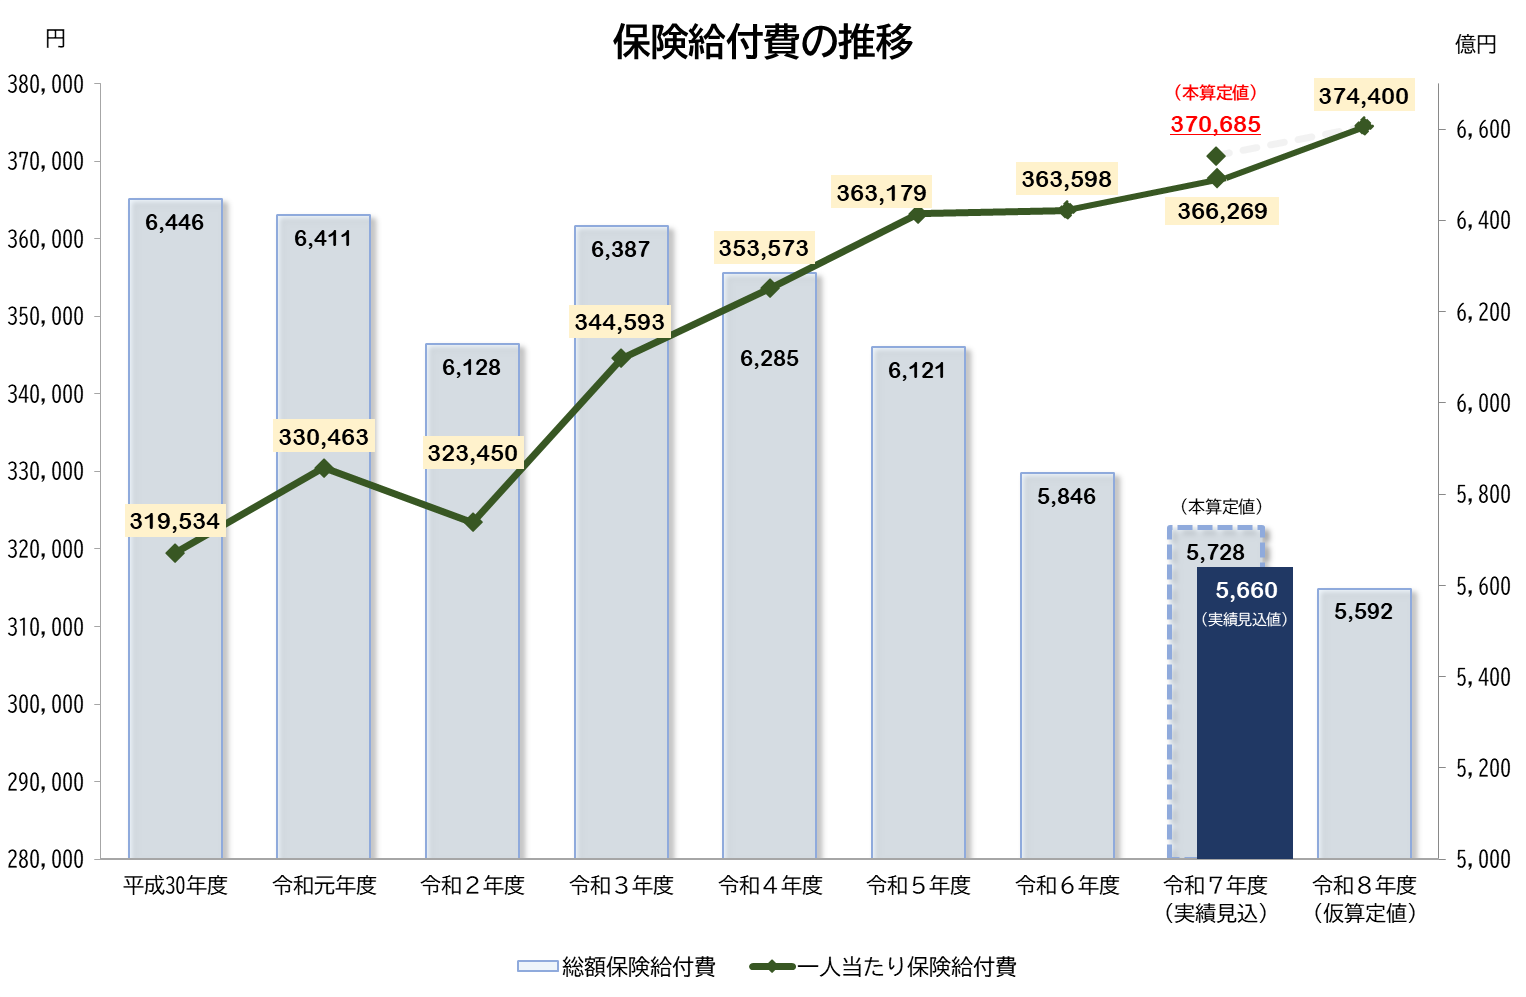 保険給付費の推移
円
億円
380,000
370,000
360,000
350,000
340,000
330,000
320,000
310,000
300,000
290,000
280,000
6,600
6,400
6,200
6,000
5,800
5,600
5,400
5,200
5,000
6,446
6,411
6,128
6,387
6,285
6,121
5,846
（本算定値）
5,728
5,660
（実績見込値）
5,592
319,534
330,463
323,450
344,593
353,573
363,179
363,598
（本算定値）
370,685
366,269
374,400
平成30年度
令和元年度
令和２年度
令和３年度
令和４年度
令和５年度
令和６年度
令和７年度
（実績見込）
令和８年度
（仮算定値）
総額保険給付費
一人当たり保険給付費